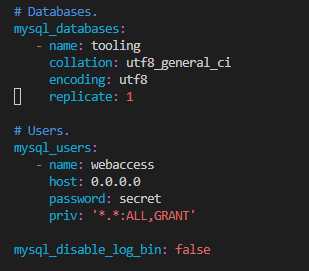 # Databases.
mysql_databases:
- name: tooling
collation: utf8_general_ci
encoding: utf8
replicate: 1
# Users.
mysql_users:
- name: webaccess
host: 0.0.0.0
password: secret
priv: '*.*:ALL,GRANT'
mysql_disable_log_bin: false